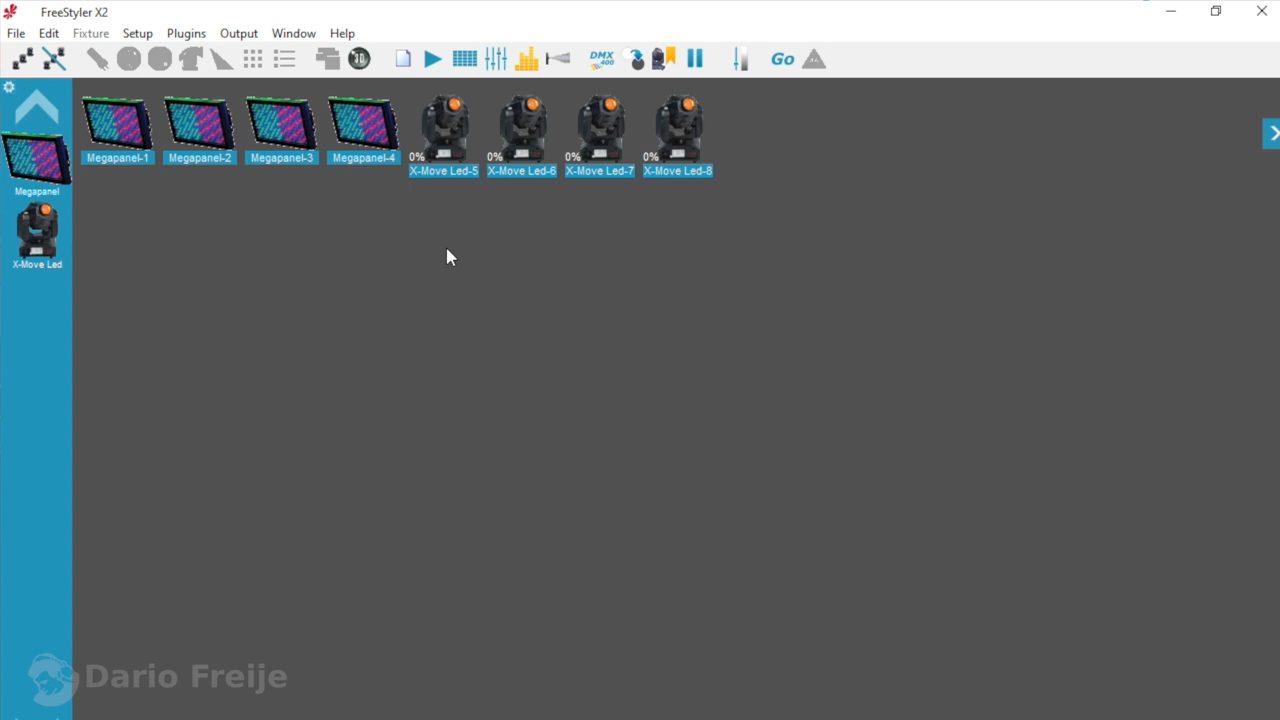 FreeStyler X2
File Edit Fixture Setup Plugins Output Window Help
3D DMX 400 Go
Megapanel-1 Megapanel-2 Megapanel-3 Megapanel-4
0% 0% 0% 0%
X-Move Led-5 X-Move Led-6 X-Move Led-7 X-Move Led-8
Megapanel
X-Move Led
Dario Freije